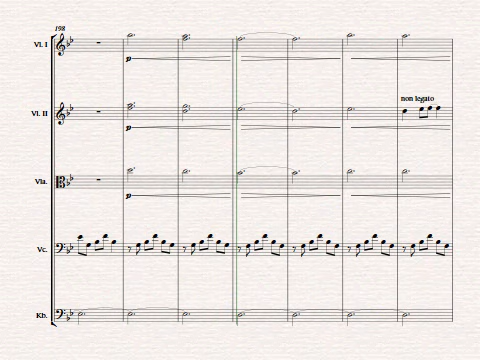 198
Vl. I
p
non legato
Vl. II
p
Vla.
p
Vc.
Kb.